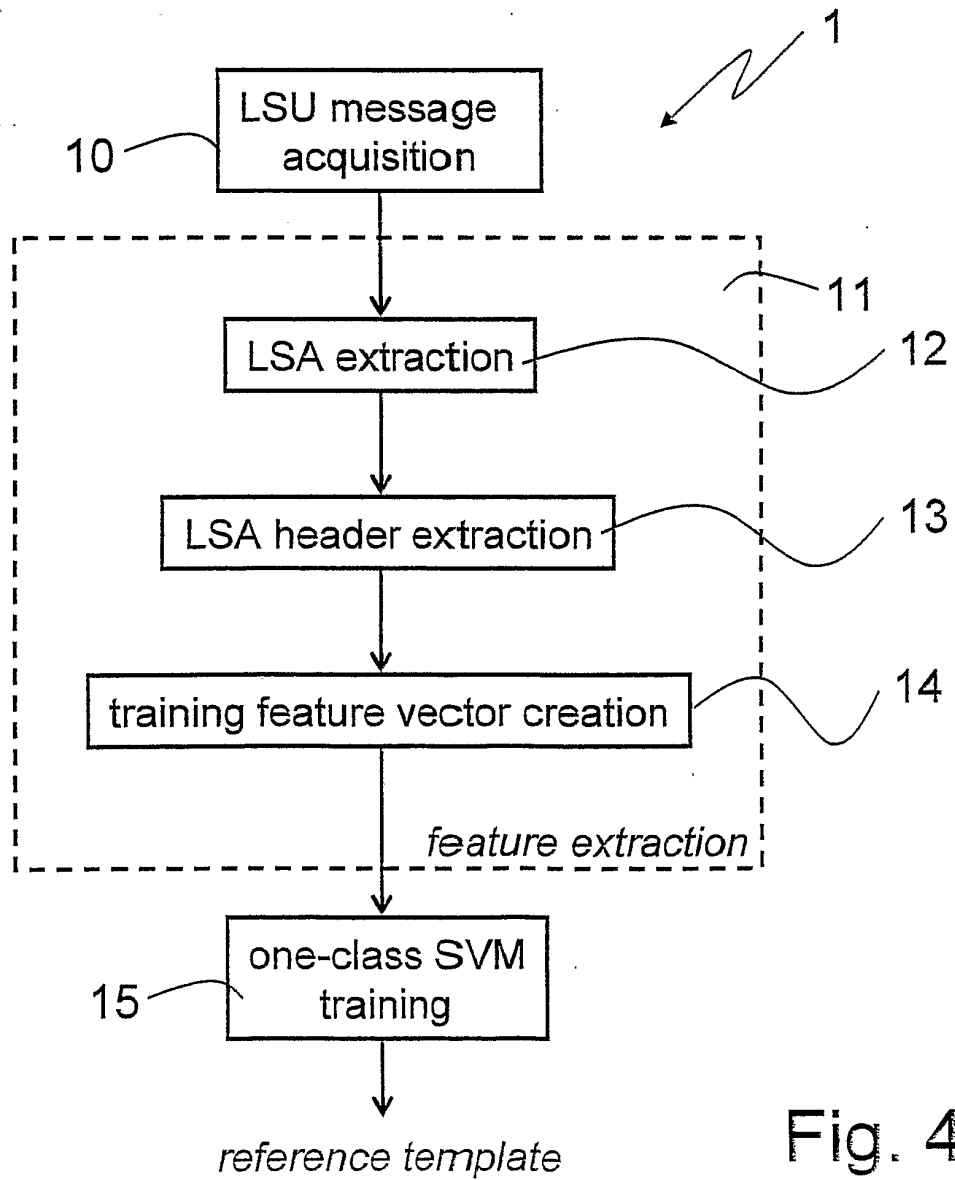 1
LSU message
acquisition
10
11
LSA extraction
12
LSA header extraction
13
training feature vector creation
14
feature extraction
one-class SVM
training
15
reference template
Fig. 4